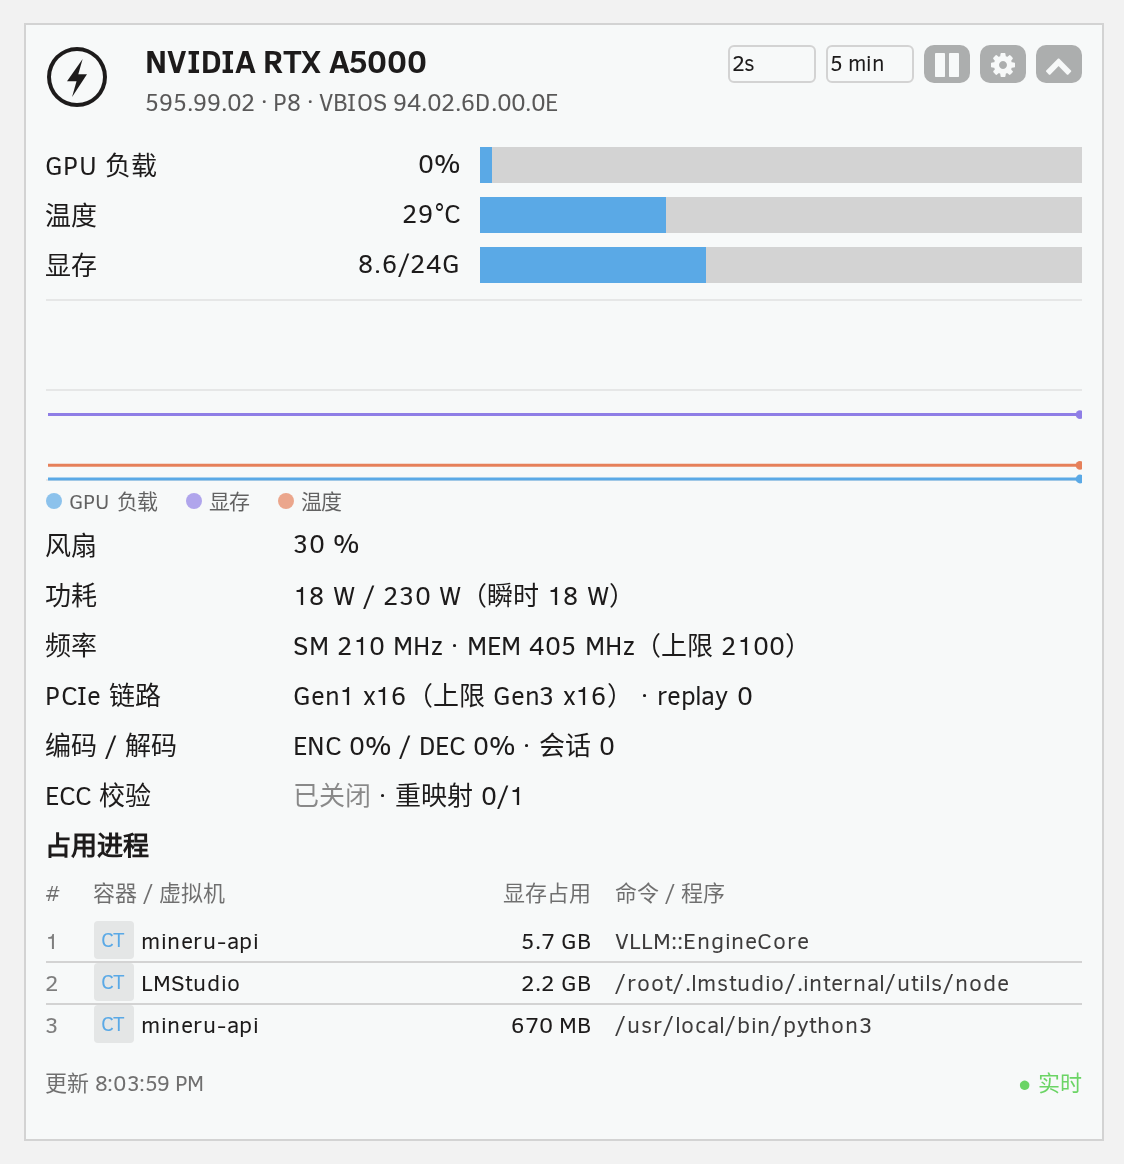 NVIDIA RTX A5000
2s
5 min
595.99.02 · P8 · VBIOS 94.02.6D.00.0E
GPU 负载 0%
温度 29°C
显存 8.6/24G
GPU 负载 显存 温度
风扇 30 %
功耗 18 W / 230 W（瞬时 18 W）
频率 SM 210 MHz · MEM 405 MHz（上限 2100）
PCIe 链路 Gen1 x16（上限 Gen3 x16） · replay 0
编码 / 解码 ENC 0% / DEC 0% · 会话 0
ECC 校验 已关闭 · 重映射 0/1
占用进程
# 容器 / 虚拟机 显存占用 命令 / 程序
1 CT mineru-api 5.7 GB VLLM::EngineCore
2 CT LMStudio 2.2 GB /root/.lmstudio/.internal/utils/node
3 CT mineru-api 670 MB /usr/local/bin/python3
更新 8:03:59 PM ● 实时